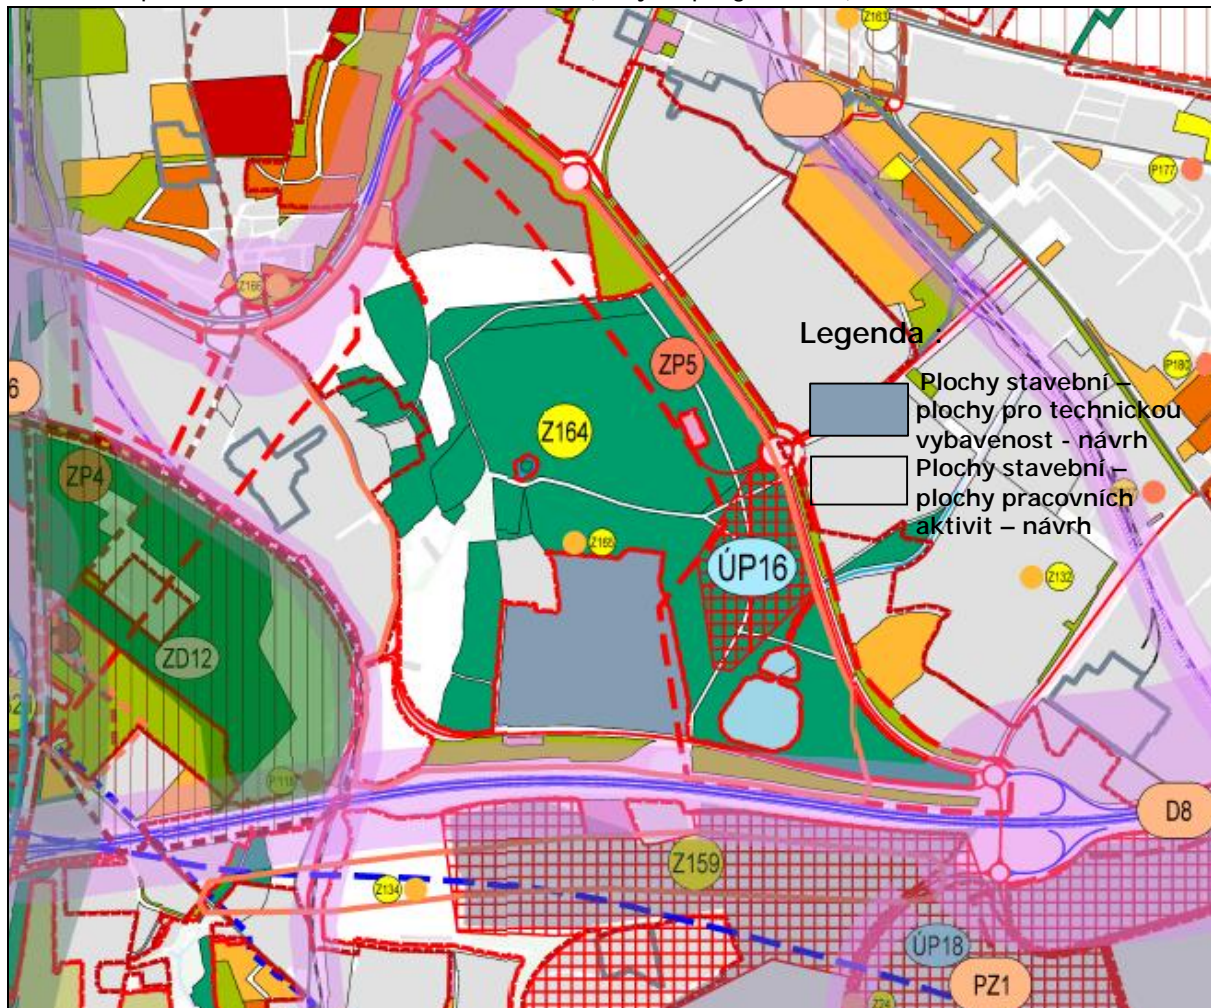 Z163
P177
Z166
Legenda :
ZP5
P180
6
Plochy stavební –
plochy pro technickou
vybavenost - návrh
Z164
ZP4
Plochy stavební –
plochy pracovních
aktivit – návrh
Z165
ÚP16
Z132
ZD12
P118
D8
Z159
Z134
ÚP18
PZ1